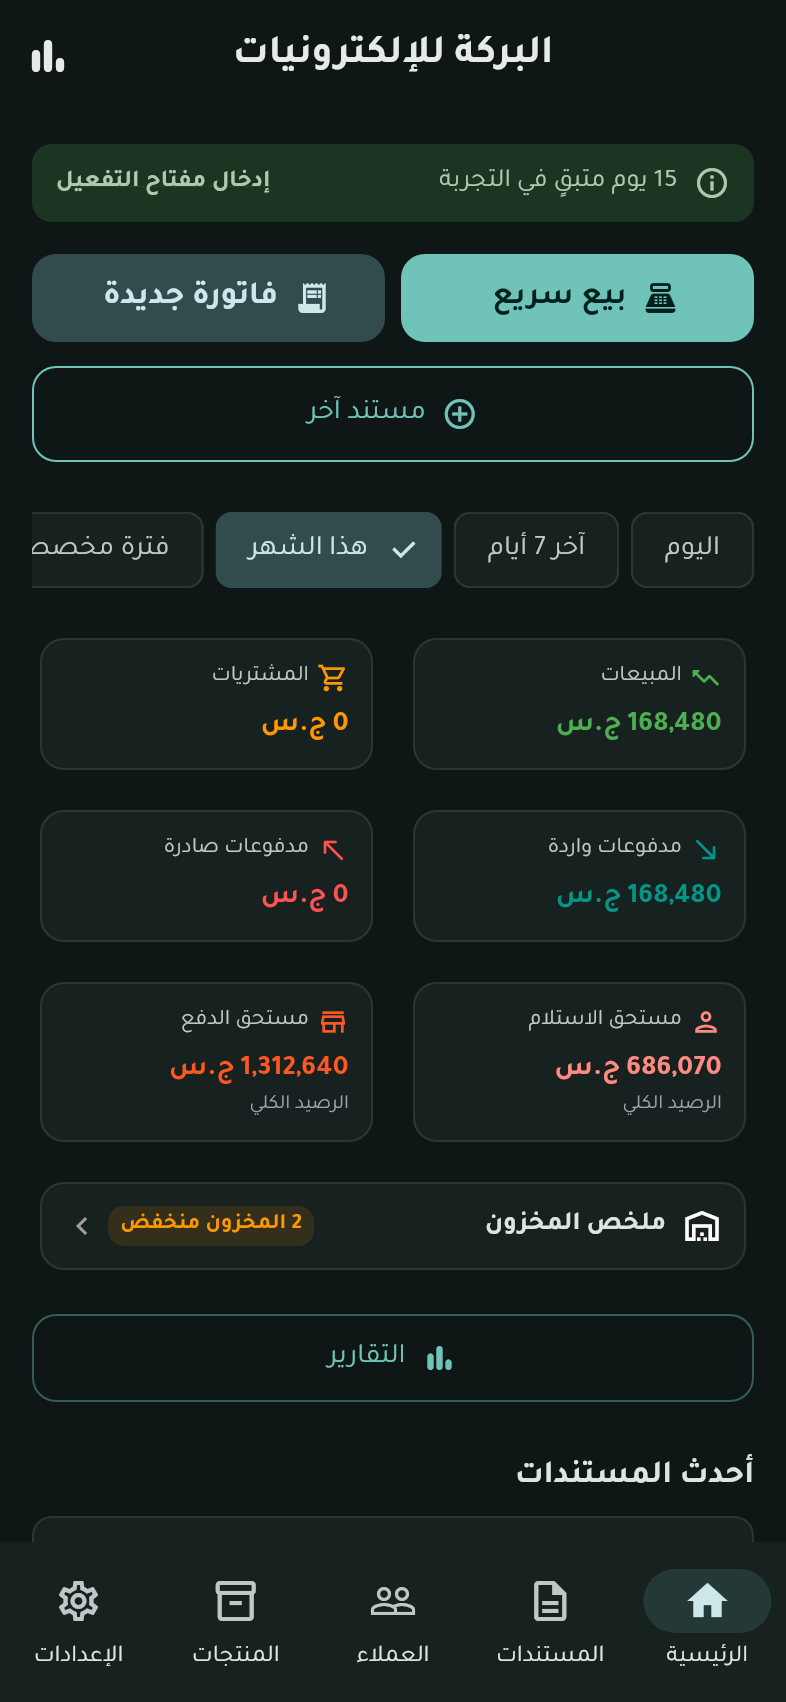 البركة للإلكترونيات
15 يوم متبقٍ في التجربة
إدخال مفتاح التفعيل
بيع سريع
فاتورة جديدة
مستند آخر
اليوم
آخر 7 أيام
هذا الشهر
فترة مخصص
المبيعات
168,480 ج.س
المشتريات
0 ج.س
مدفوعات واردة
168,480 ج.س
مدفوعات صادرة
0 ج.س
مستحق الاستلام
686,070 ج.س
الرصيد الكلي
مستحق الدفع
1,312,640 ج.س
الرصيد الكلي
ملخص المخزون
2 المخزون منخفض
التقارير
أحدث المستندات
الرئيسية
المستندات
العملاء
المنتجات
الإعدادات